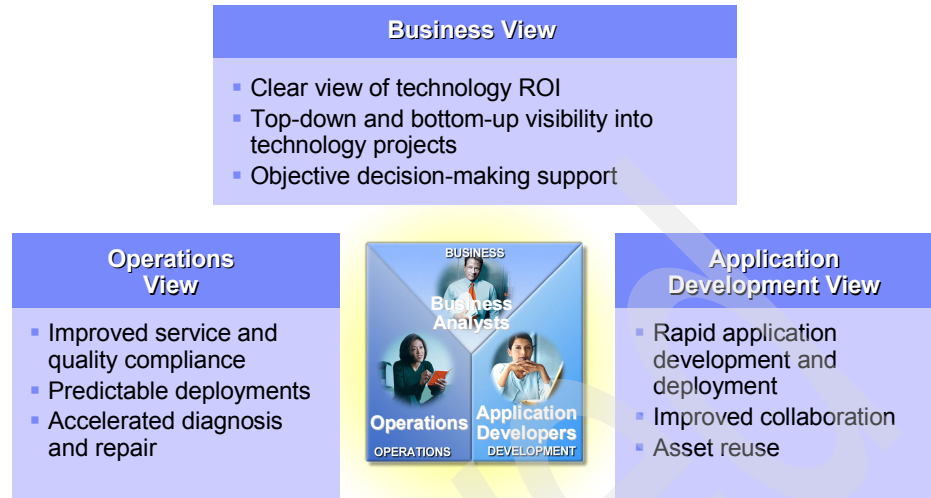 Business View
Clear view of technology ROI
Top-down and bottom-up visibility into
technology projects
Objective decision-making support
Operations
View
Improved service and
quality compliance
Predictable deployments
Accelerated diagnosis
and repair
BUSINESS
Business
Analysts
Operations
OPERATIONS
Application
Developers
DEVELOPMENT
Application
Development View
Rapid application
development and
deployment
Improved collaboration
Asset reuse